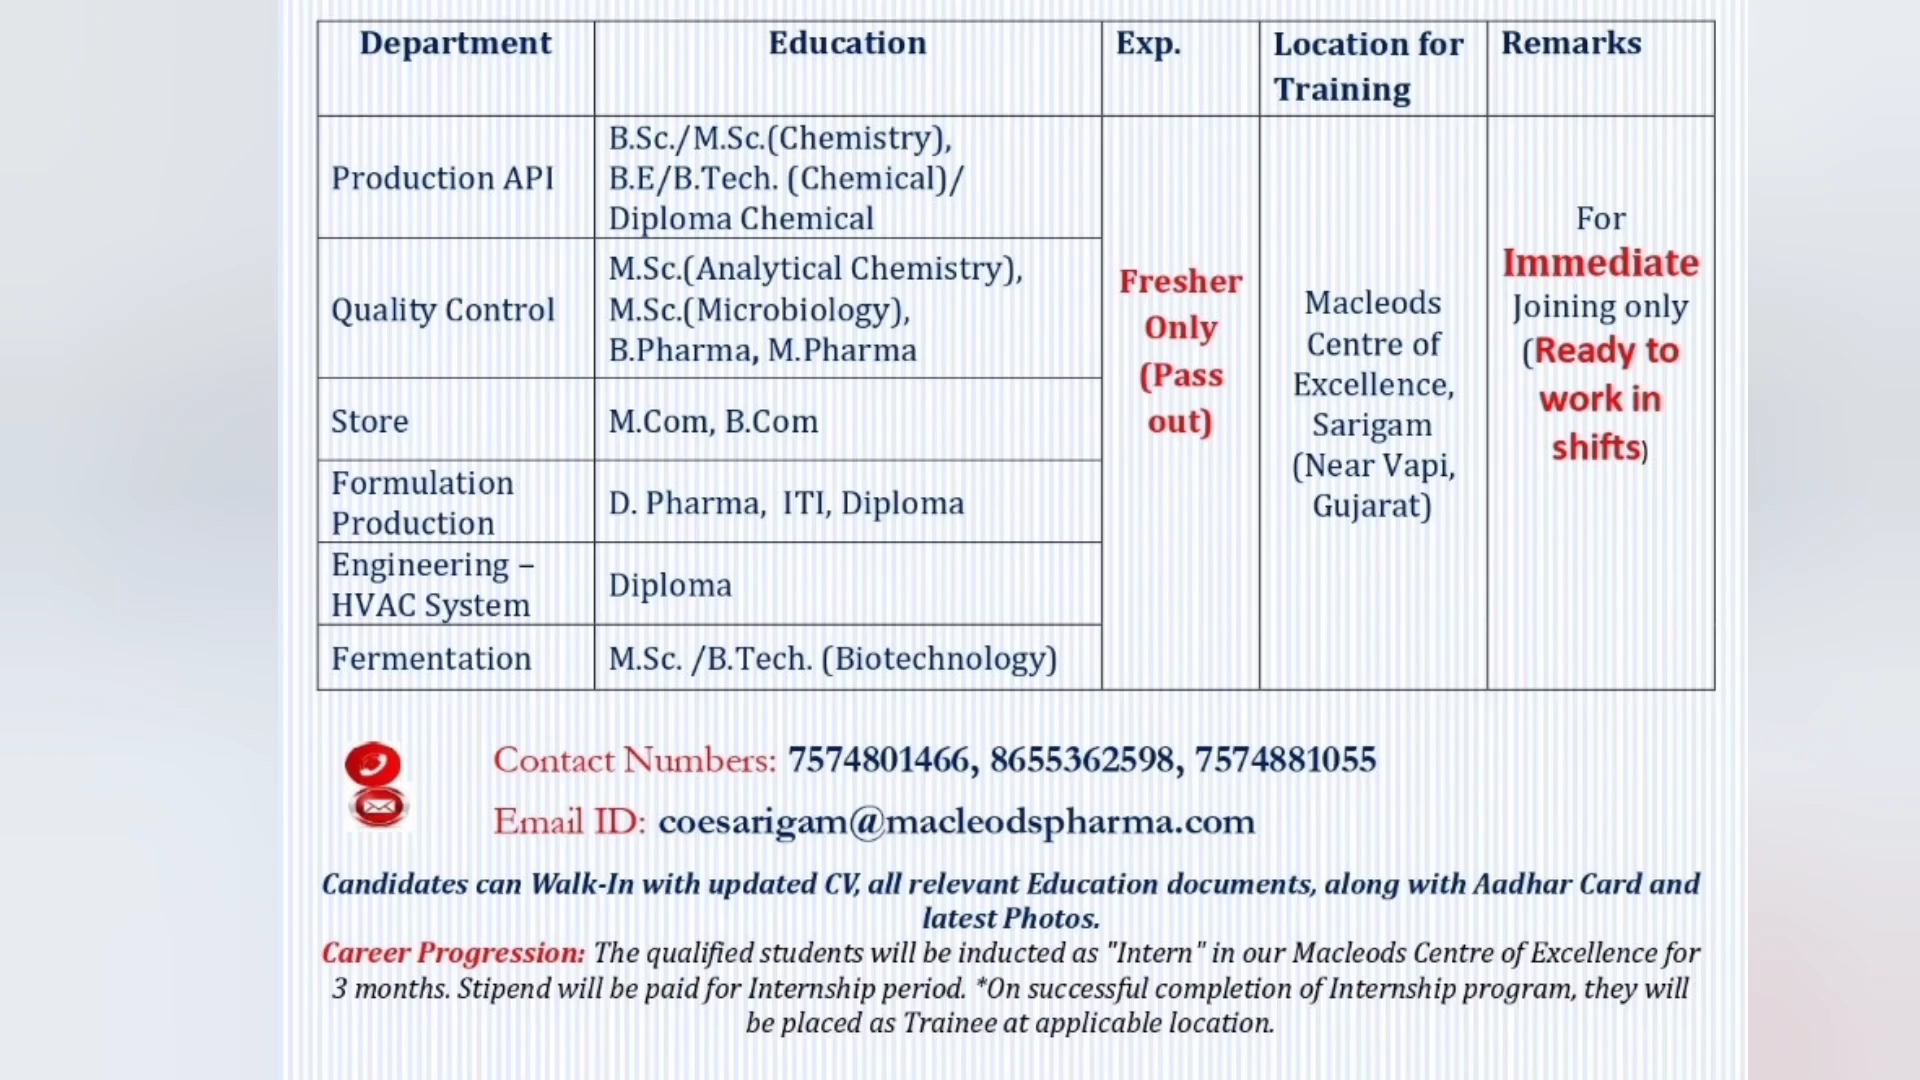 Department Education Exp. Location for Training Remarks
Production API
B.Sc./M.Sc.(Chemistry),
B.E/B.Tech. (Chemical)/
Diploma Chemical
Quality Control
M.Sc.(Analytical Chemistry),
M.Sc.(Microbiology),
B.Pharma, M.Pharma
Store
M.Com, B.Com
Formulation
Production
D. Pharma, ITI, Diploma
Engineering –
HVAC System
Diploma
Fermentation
M.Sc. /B.Tech. (Biotechnology)
Fresher
Only
(Pass
out)
Macleods
Centre of
Excellence,
Sarigam
(Near Vapi,
Gujarat)
For
Immediate
Joining only
(Ready to
work in
shifts)
Contact Numbers: 7574801466, 8655362598, 7574881055
Email ID: coesarigam@macleodspharma.com
Candidates can Walk-In with updated CV, all relevant Education documents, along with Aadhar Card and
latest Photos.
Career Progression: The qualified students will be inducted as "Intern" in our Macleods Centre of Excellence for
3 months. Stipend will be paid for Internship period. *On successful completion of Internship program, they will
be placed as Trainee at applicable location.